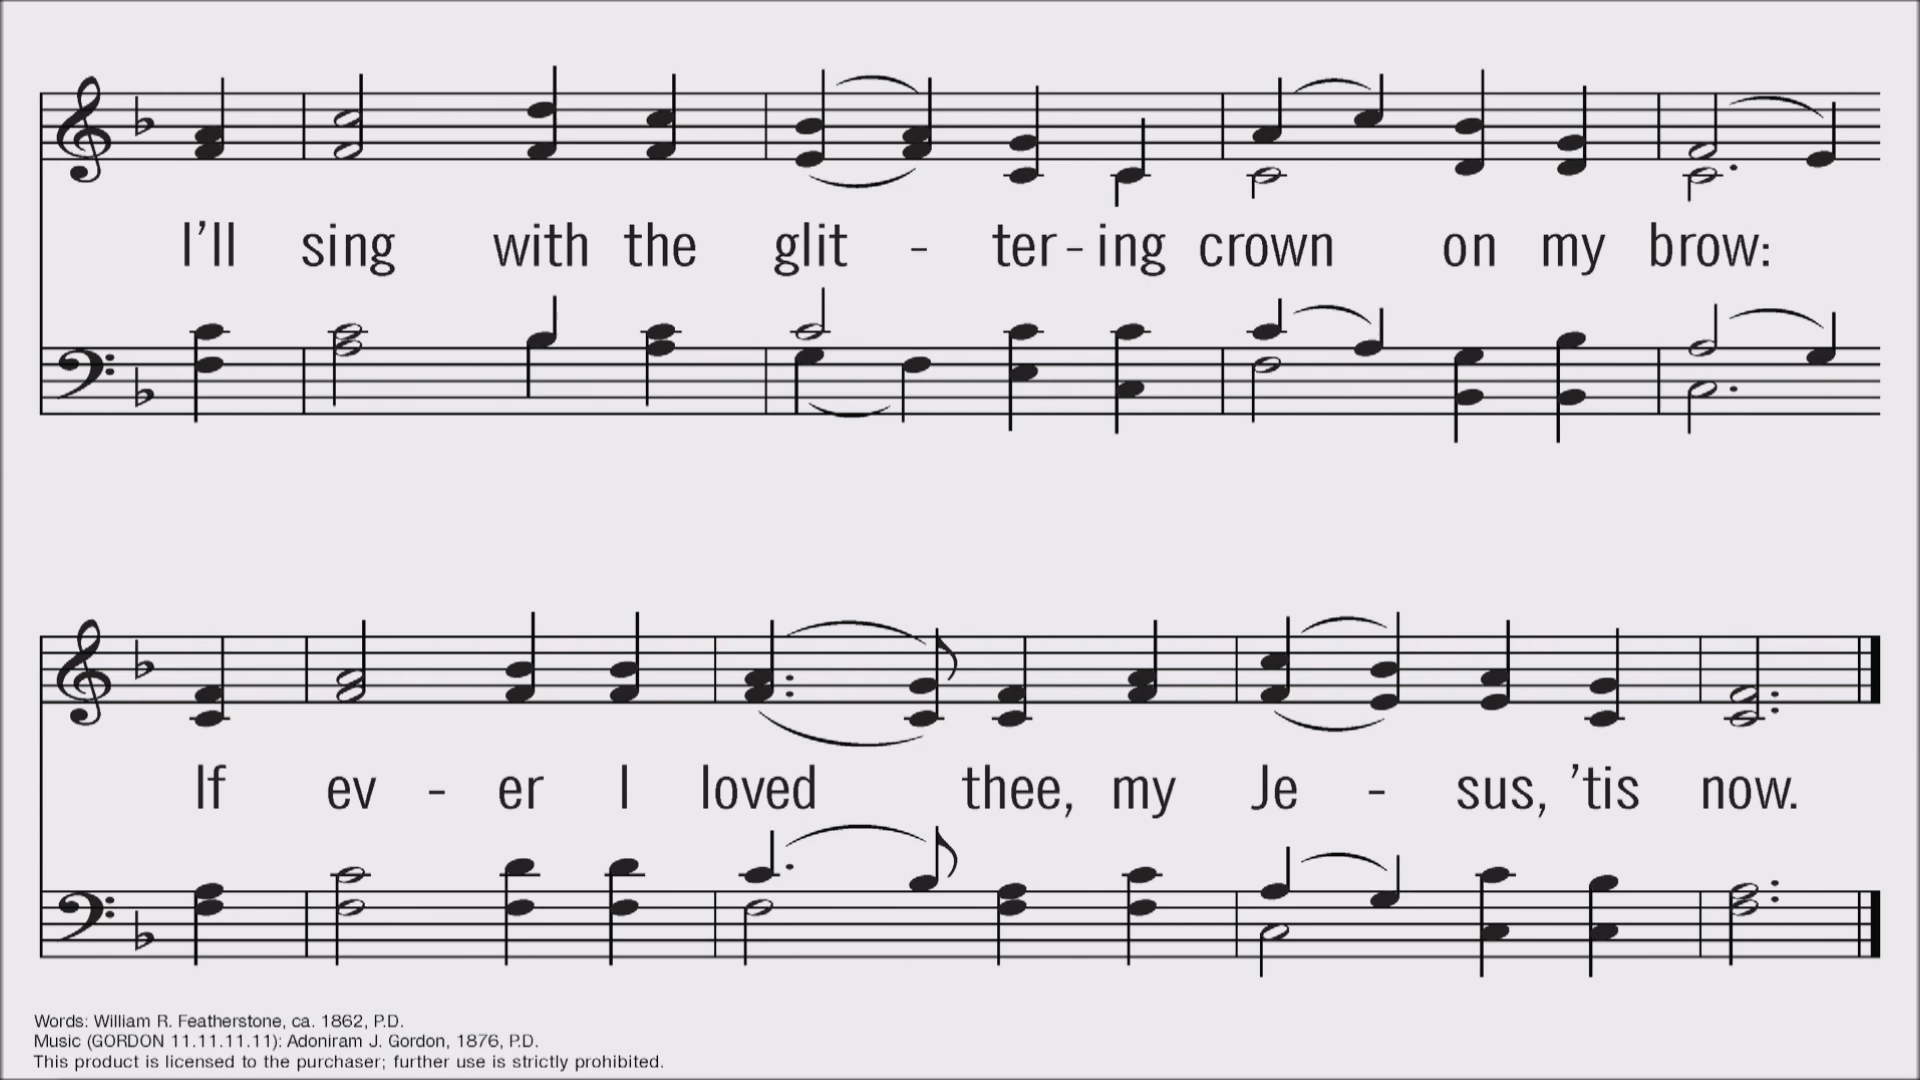 I’ll sing with the glit - ter - ing crown on my brow:
If ev - er I loved thee, my Je - sus, ’tis now.
Words: William R. Featherstone, ca. 1862, P.D.
Music (GORDON 11.11.11.11): Adoniram J. Gordon, 1876, P.D.
This product is licensed to the purchaser; further use is strictly prohibited.